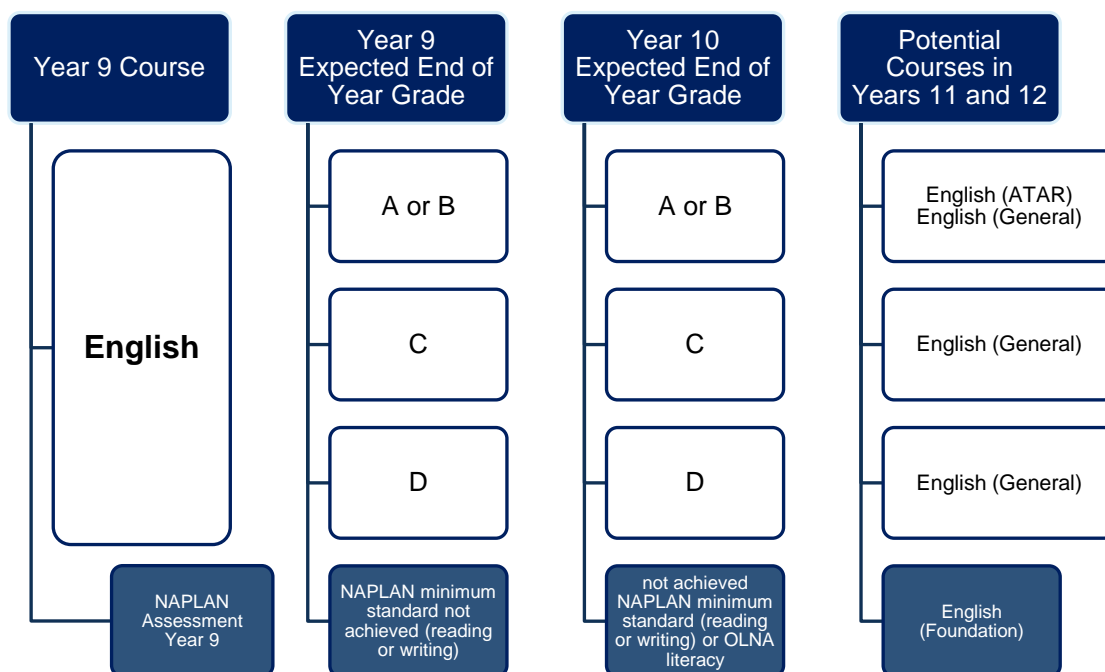 Year 9 Course
Year 9
Expected End of
Year Grade
Year 10
Expected End of
Year Grade
Potential
Courses in
Years 11 and 12
English
A or B
A or B
English (ATAR)
English (General)
C
C
English (General)
D
D
English (General)
NAPLAN
Assessment
Year 9
NAPLAN minimum
standard not
achieved (reading
or writing)
not achieved
NAPLAN minimum
standard (reading
or writing) or OLNA
literacy
English
(Foundation)